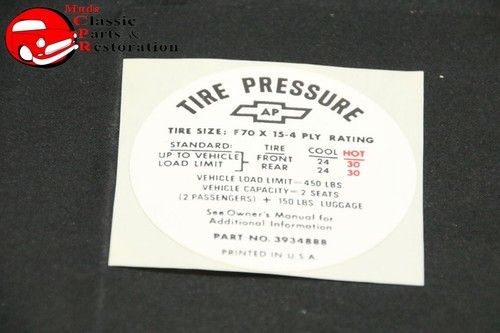 Muds
Classic
Parts &
Restoration
TIRE PRESSURE
AP
TIRE SIZE: F70 X 15-4 PLY RATING
STANDARD: TIRE COOL HOT
UP TO VEHICLE FRONT 24 30
LOAD LIMIT REAR 24 30
VEHICLE LOAD LIMIT—450 LBS.
VEHICLE CAPACITY—2 SEATS
(2 PASSENGERS) + 150 LBS. LUGGAGE
See Owner's Manual for
Additional Information
PART NO. 3934888
PRINTED IN U.S.A.